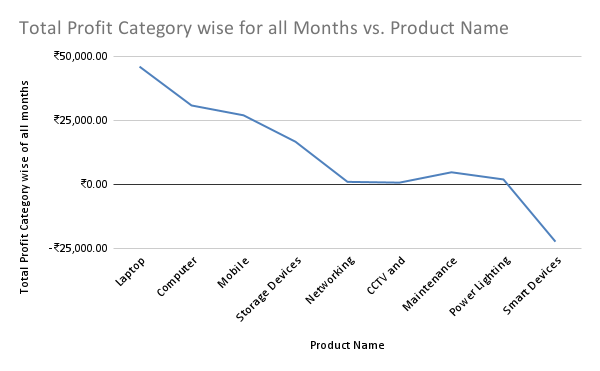 Total Profit Category wise for all Months vs. Product Name
Total Profit Category wise of all months
₹50,000.00
₹25,000.00
₹0.00
-₹25,000.00
Laptop
Computer
Mobile
Storage Devices
Networking
CCTV and
Maintenance
Power Lighting
Smart Devices
Product Name